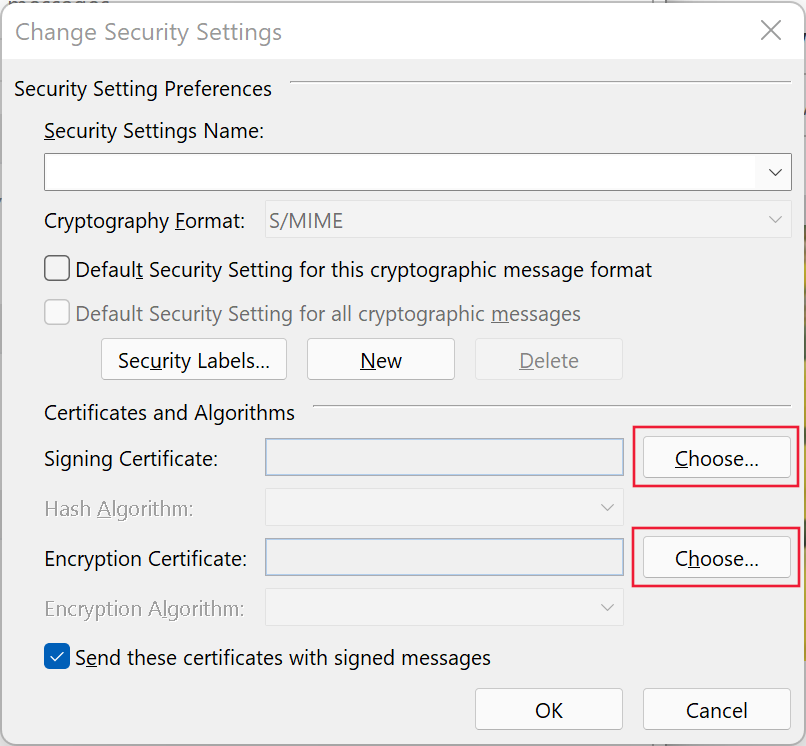 Change Security Settings
Security Setting Preferences
Security Settings Name:
Cryptography Format: S/MIME
Default Security Setting for this cryptographic message format
Default Security Setting for all cryptographic messages
Security Labels... New Delete
Certificates and Algorithms
Signing Certificate: Choose...
Hash Algorithm:
Encryption Certificate: Choose...
Encryption Algorithm:
Send these certificates with signed messages
OK Cancel